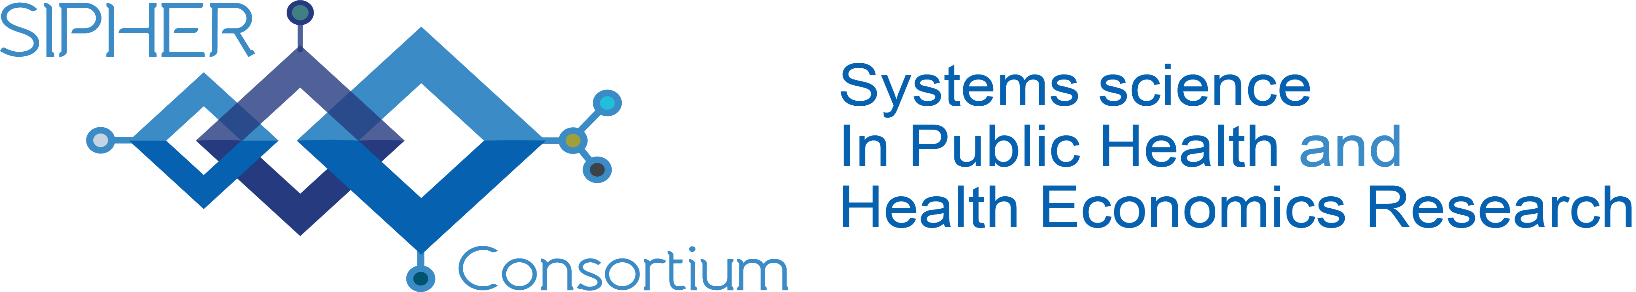 SIPHER
Consortium
Systems science
In Public Health and
Health Economics Research